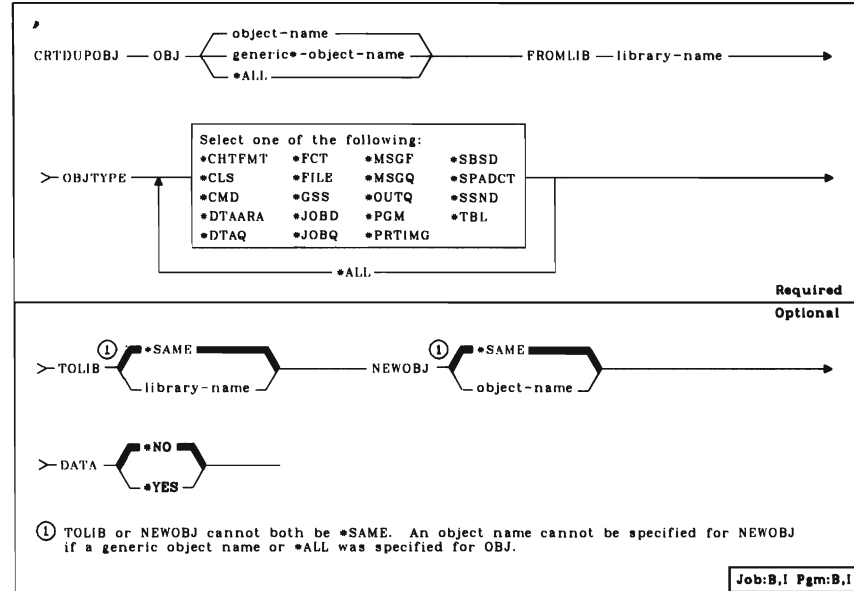 object-name
CRTDUPOBJ OBJ generic*-object-name FROMLIB library-name
*ALL
Select one of the following:
*CHTFMT *FCT *MSGF *SBSD
*CLS *FILE *MSGQ *SPADCT
OBJTYPE *CMD *GSS *OUTQ *SSND
*DTAARA *JOBD *PGM *TBL
*DTAQ *JOBQ *PRTIMG
*ALL
Required
Optional
1 *SAME 1 *SAME
TOLIB NEWOBJ
library-name object-name
*NO
DATA
*YES
1 TOLIB or NEWOBJ cannot both be *SAME. An object name cannot be specified for NEWOBJ
if a generic object name or *ALL was specified for OBJ.
Job:B,I Pgm:B,I